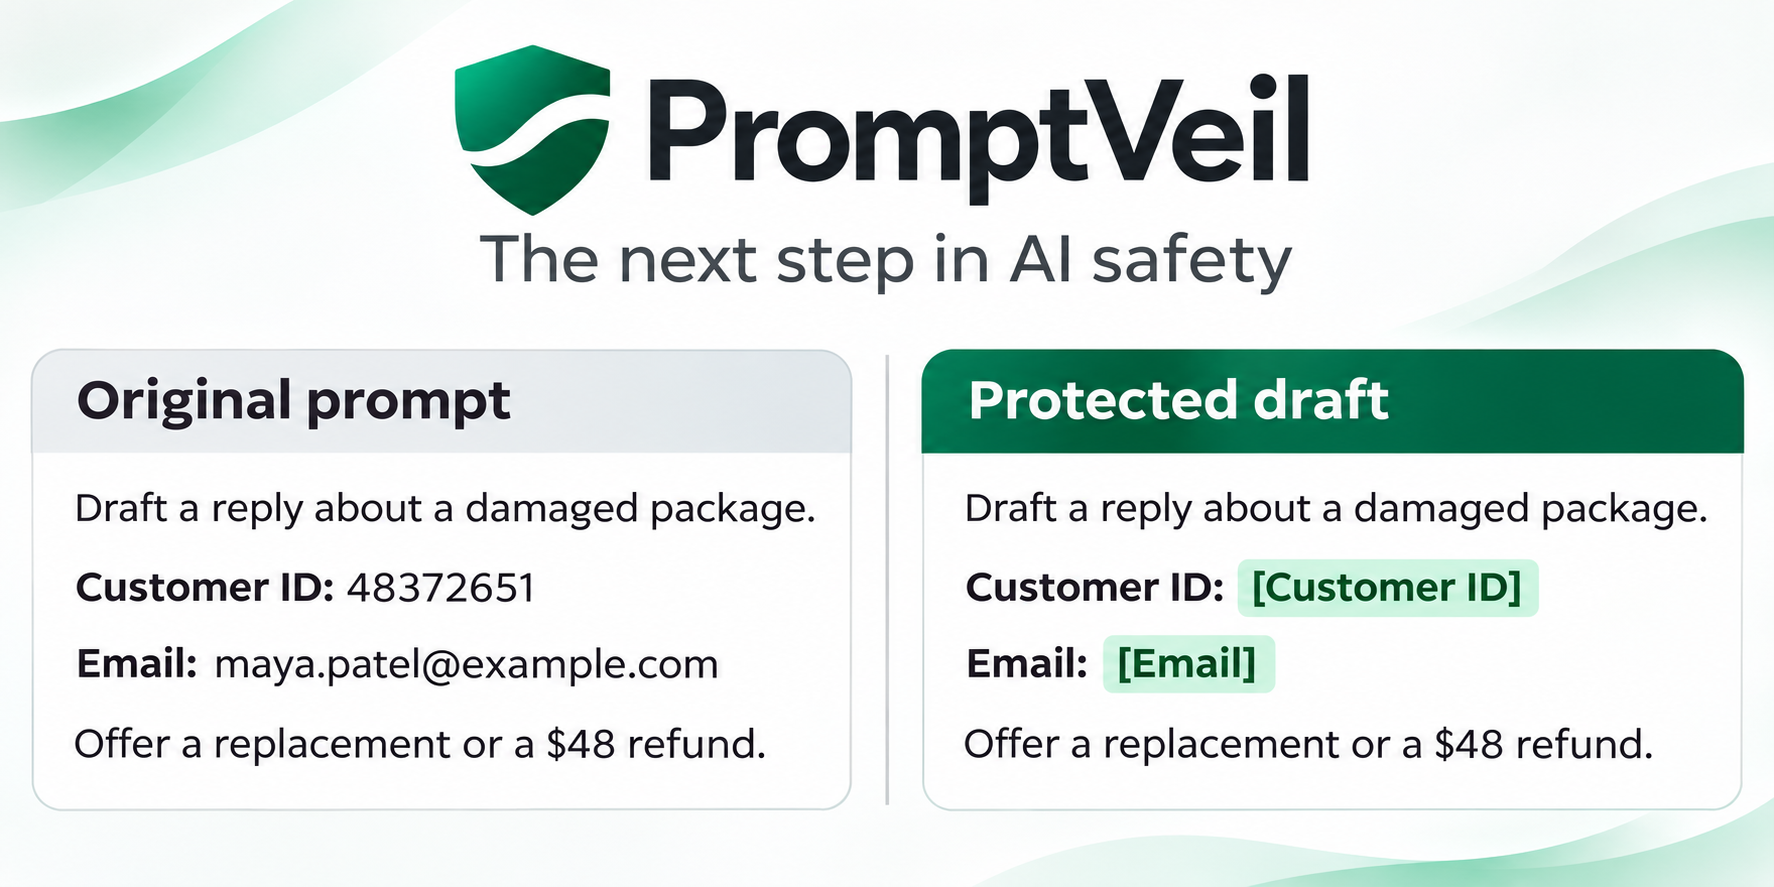 PromptVeil
The next step in AI safety
Original prompt
Draft a reply about a damaged package.
Customer ID: 48372651
Email: maya.patel@example.com
Offer a replacement or a $48 refund.
Protected draft
Draft a reply about a damaged package.
Customer ID: [Customer ID]
Email: [Email]
Offer a replacement or a $48 refund.